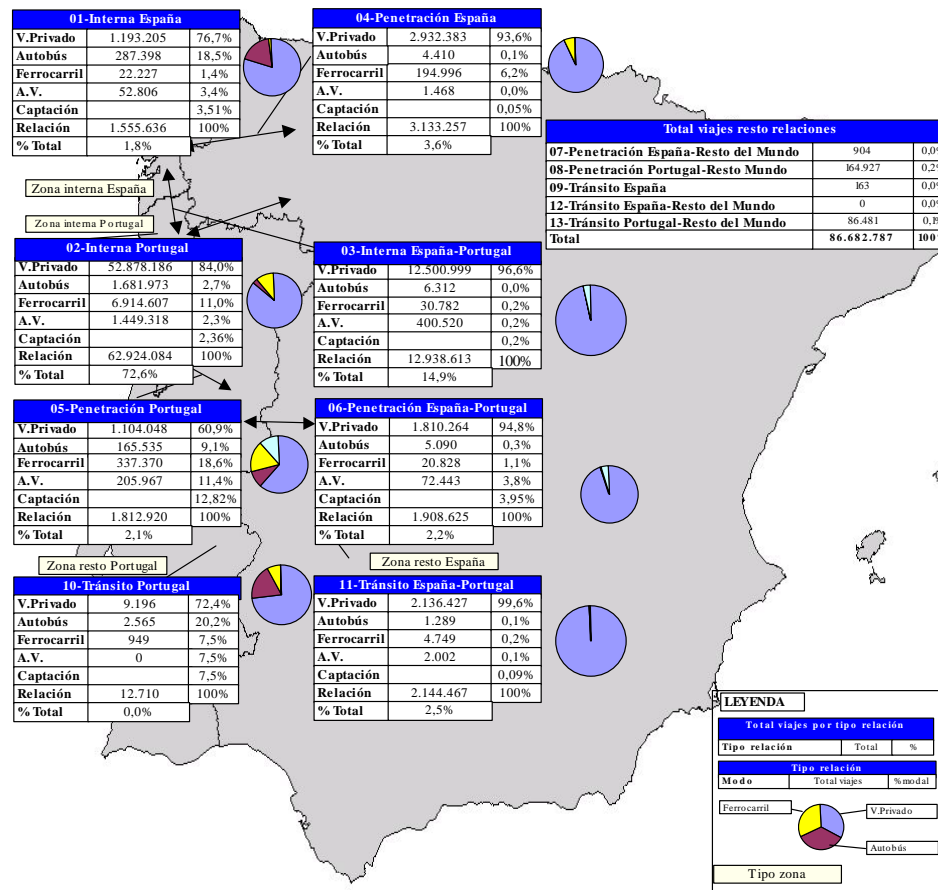 01-Interna España
V.Privado 1.193.205 76,7%
Autobús 287.398 18,5%
Ferrocarril 22.227 1,4%
A.V. 52.806 3,4%
Captación 3,51%
Relación 1.555.636 100%
% Total 1,8%
04-Penetración España
V.Privado 2.932.383 93,6%
Autobús 4.410 0,1%
Ferrocarril 194.996 6,2%
A.V. 1.468 0,0%
Captación 0,05%
Relación 3.133.257 100%
% Total 3,6%
Total viajes resto relaciones
07-Penetración España-Resto del Mundo 904 0,0%
08-Penetración Portugal-Resto Mundo 164.927 0,2%
09-Tránsito España 163 0,0%
12-Tránsito España-Resto del Mundo 0 0,0%
13-Tránsito Portugal-Resto del Mundo 86.481 0,1%
Total 86.682.787 100%
Zona interna España
Zona interna Portugal
02-Interna Portugal
V.Privado 52.878.186 84,0%
Autobús 1.681.973 2,7%
Ferrocarril 6.914.607 11,0%
A.V. 1.449.318 2,3%
Captación 2,36%
Relación 62.924.084 100%
% Total 72,6%
03-Interna España-Portugal
V.Privado 12.500.999 96,6%
Autobús 6.312 0,0%
Ferrocarril 30.782 0,2%
A.V. 400.520 0,2%
Captación 0,2%
Relación 12.938.613 100%
% Total 14,9%
05-Penetración Portugal
V.Privado 1.104.048 60,9%
Autobús 165.535 9,1%
Ferrocarril 337.370 18,6%
A.V. 205.967 11,4%
Captación 12,82%
Relación 1.812.920 100%
% Total 2,1%
06-Penetración España-Portugal
V.Privado 1.810.264 94,8%
Autobús 5.090 0,3%
Ferrocarril 20.828 1,1%
A.V. 72.443 3,8%
Captación 3,95%
Relación 1.908.625 100%
% Total 2,2%
Zona resto Portugal
Zona resto España
10-Tránsito Portugal
V.Privado 9.196 72,4%
Autobús 2.565 20,2%
Ferrocarril 949 7,5%
A.V. 0 7,5%
Captación 7,5%
Relación 12.710 100%
% Total 0,0%
11-Tránsito España-Portugal
V.Privado 2.136.427 99,6%
Autobús 1.289 0,1%
Ferrocarril 4.749 0,2%
A.V. 2.002 0,1%
Captación 0,09%
Relación 2.144.467 100%
% Total 2,5%
LEYENDA
Total viajes por tipo relación
Tipo relación Total %
Tipo relación
Modo Total viajes % modal
Ferrocarril
V.Privado
Autobús
Tipo zona